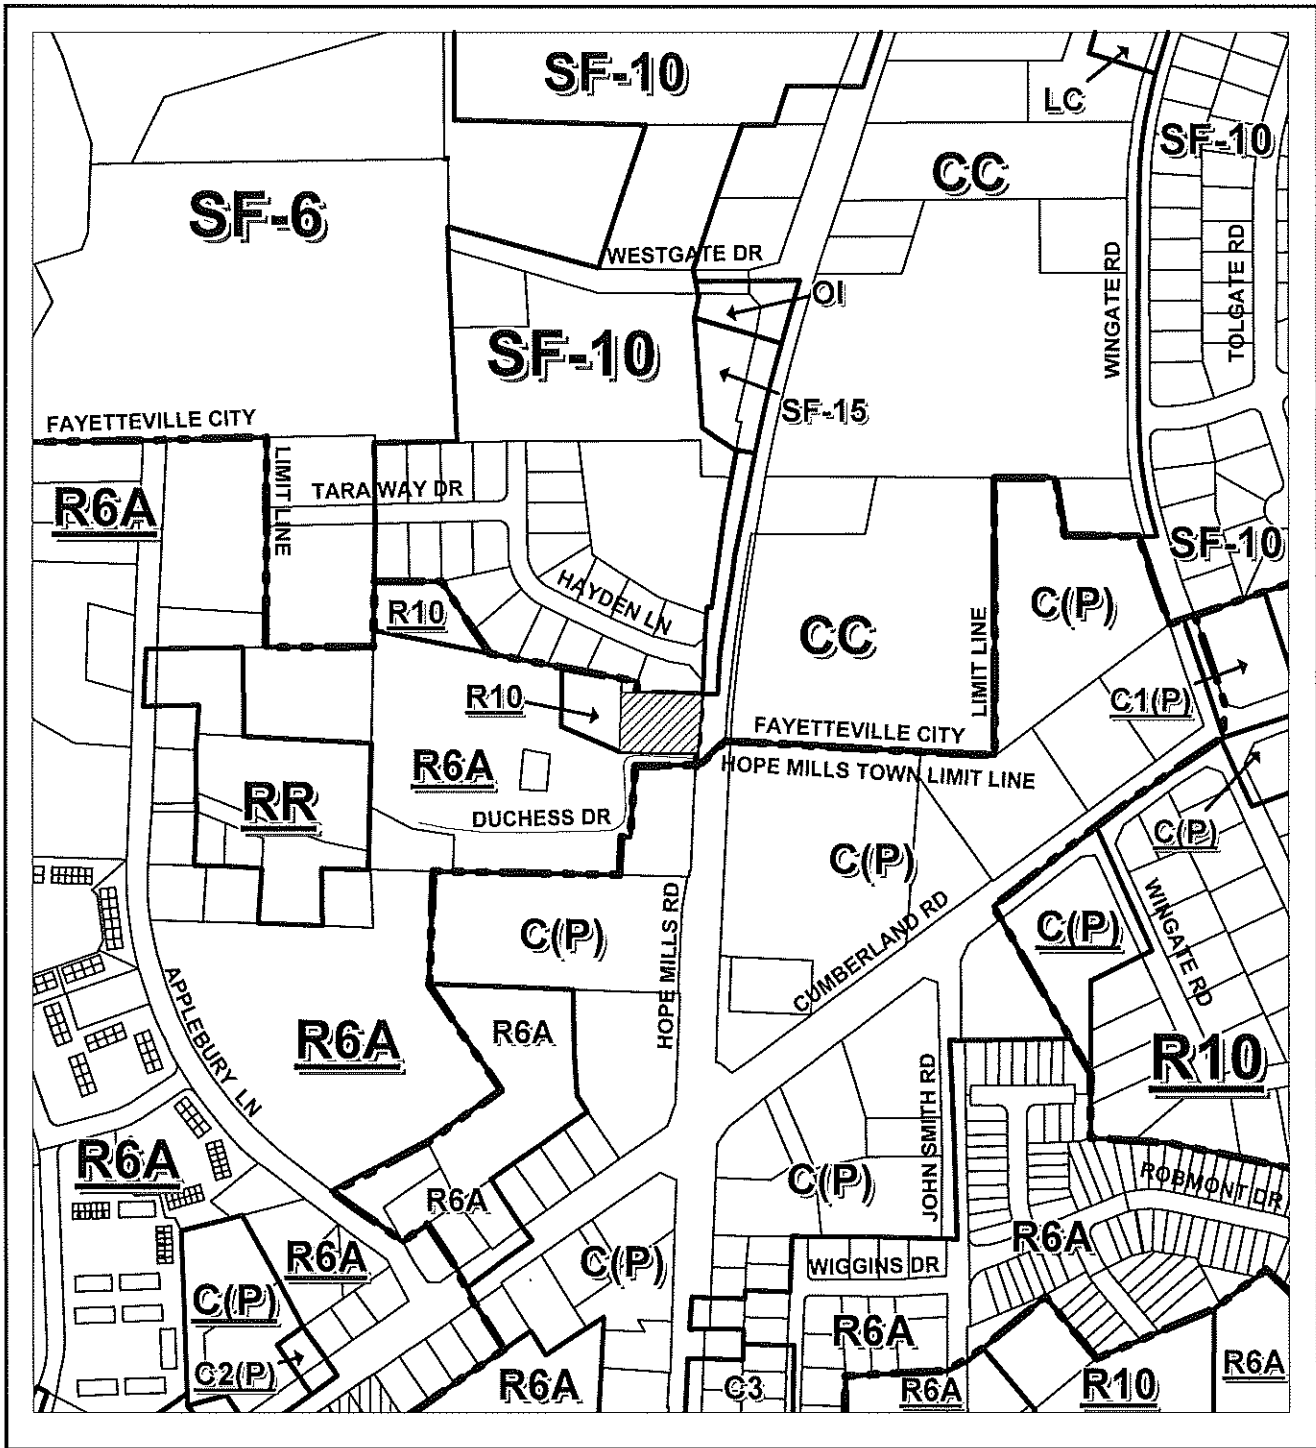 SF-10
LC
SF-10
CC
SF-6
WESTGATE DR
OI
WINGATE RD
TOLGATE RD
SF-10
SF-15
FAYETTEVILLE CITY
LIMIT LINE
TARA WAY DR
R6A
SF-10
HAYDEN LN
R10
C(P)
CC
LIMIT LINE
R10
C1(P)
FAYETTEVILLE CITY
HOPE MILLS TOWN LIMIT LINE
R6A
RR
DUCHESS DR
C(P)
C(P)
WINGATE RD
C(P)
C(P)
HOPE MILLS RD
CUMBERLAND RD
APPLEBURY LN
R6A
R6A
R10
JOHN SMITH RD
R6A
R6A
C(P)
ROBMONT DR
R6A
R6A
C(P)
WIGGINS DR
C(P)
R6A
C2(P)
R6A
C3
R6A
R10
R6A